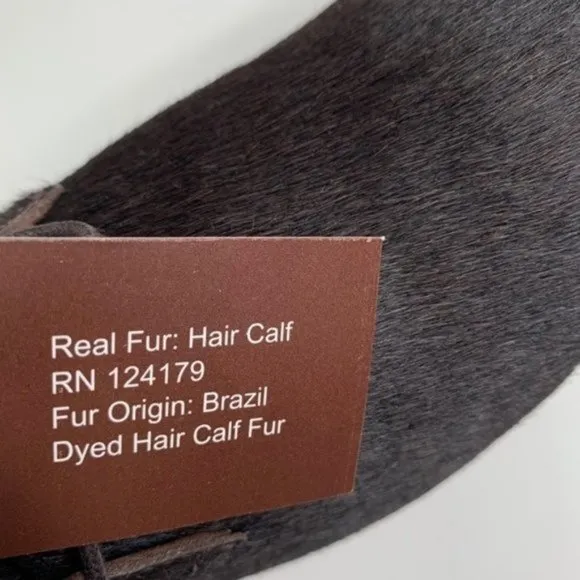 Real Fur: Hair Calf
RN 124179
Fur Origin: Brazil
Dyed Hair Calf Fur